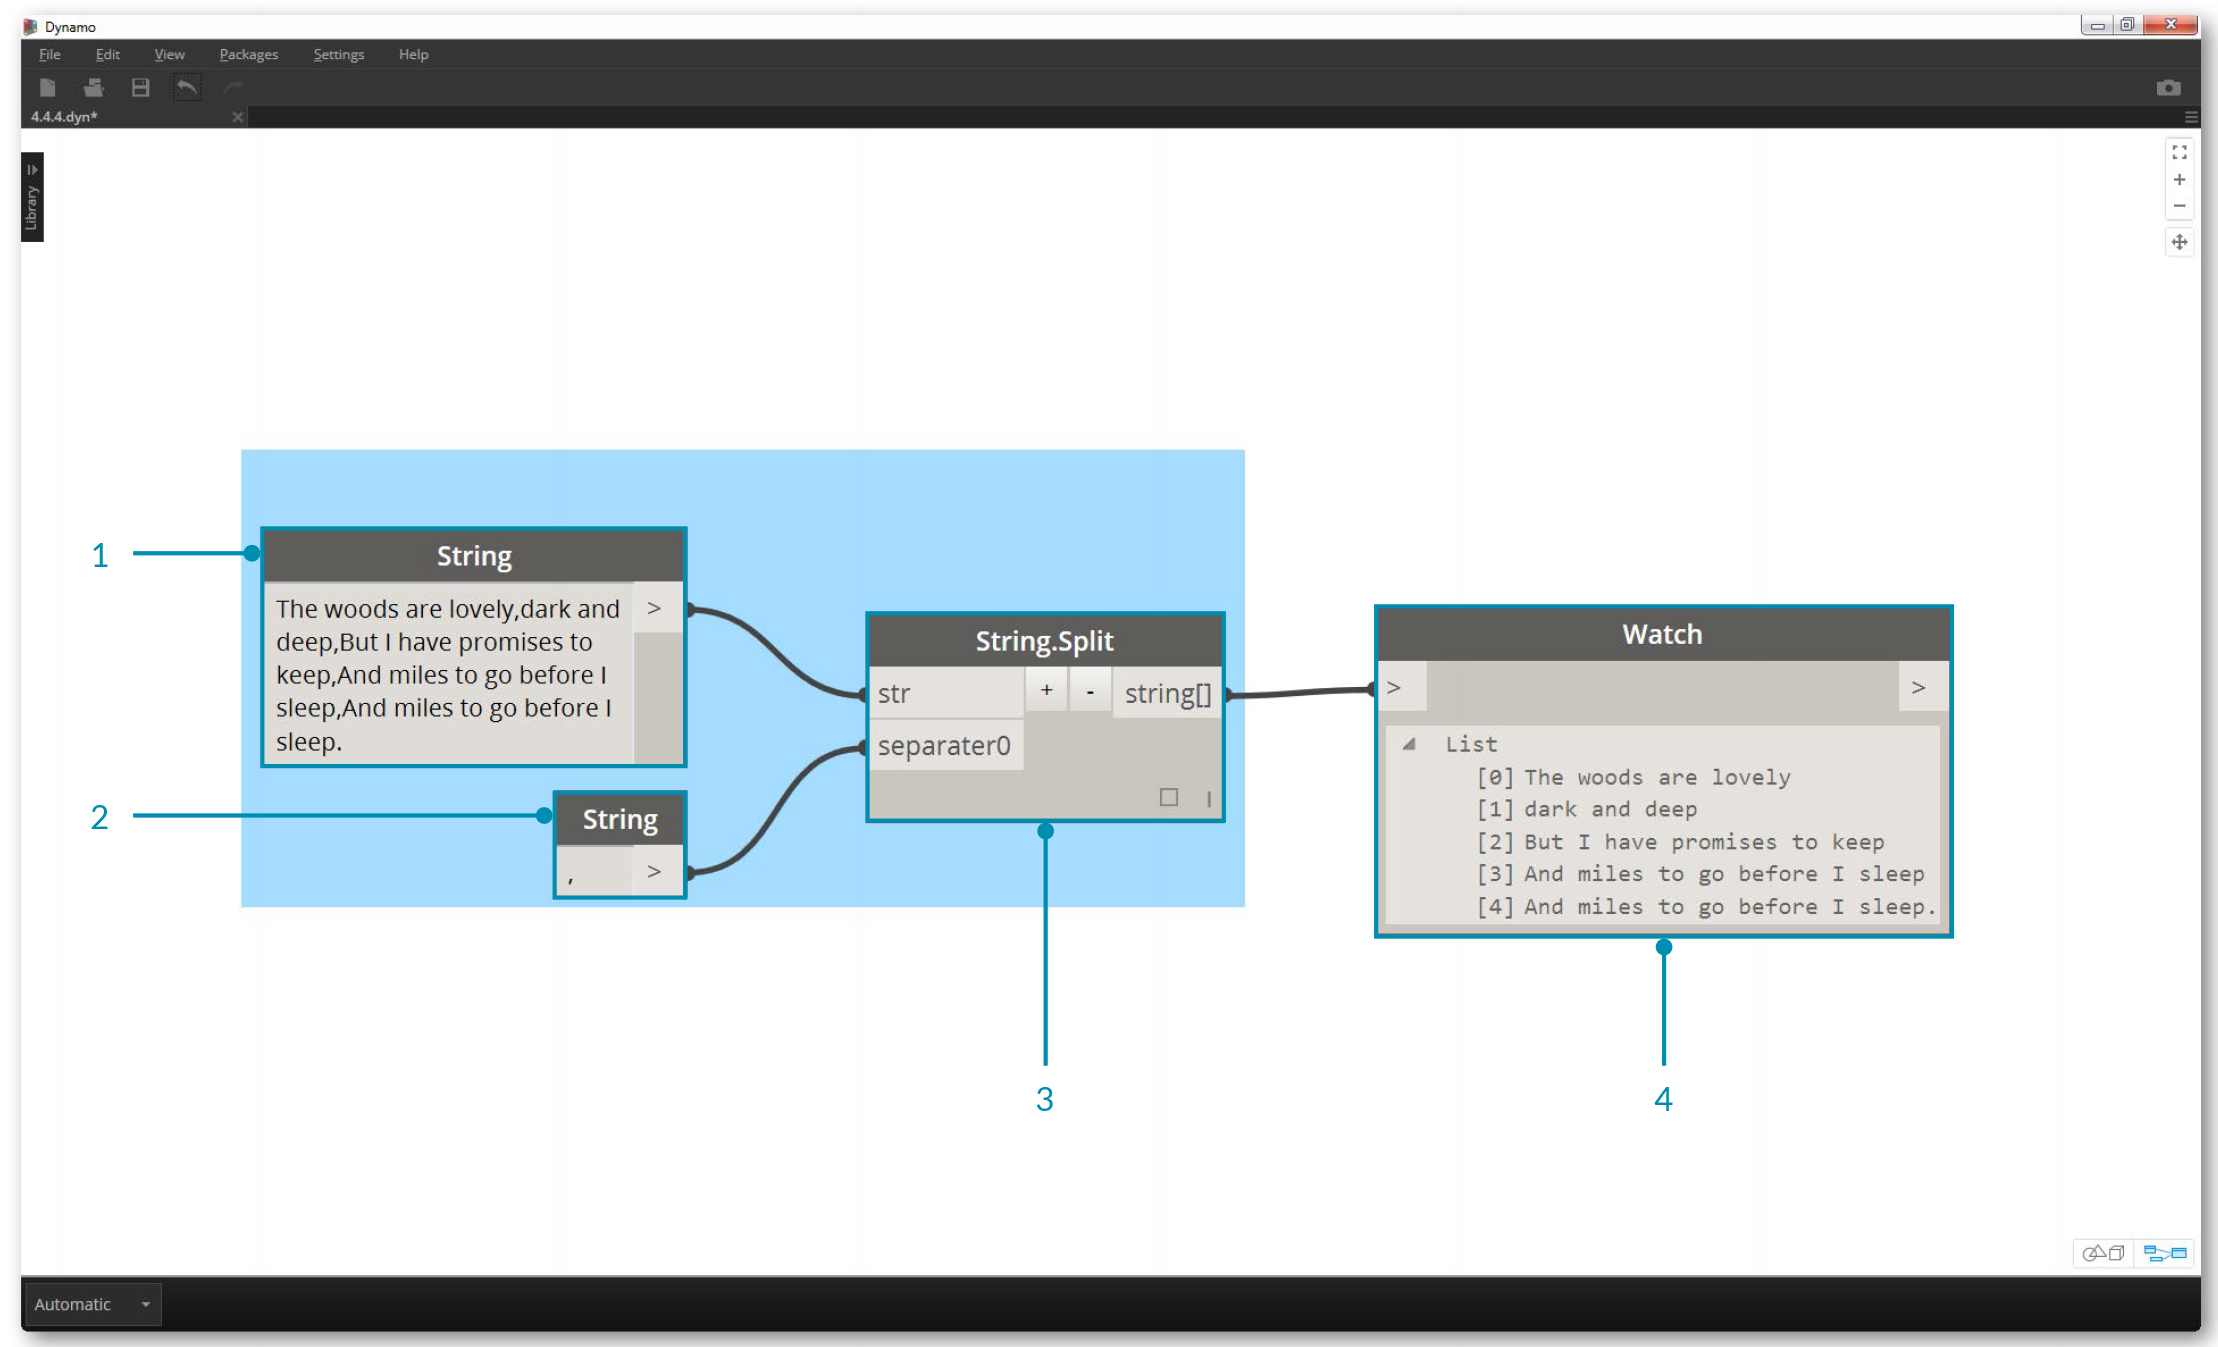 Dynamo
File Edit View Packages Settings Help
4.4.4.dyn*
Library
1
String
The woods are lovely,dark and
deep,But I have promises to
keep,And miles to go before I
sleep,And miles to go before I
sleep.
>
2
String
,
>
String.Split
str + - string[]
separater0
l
3
Watch
> >
List
[0] The woods are lovely
[1] dark and deep
[2] But I have promises to keep
[3] And miles to go before I sleep
[4] And miles to go before I sleep.
4
Automatic